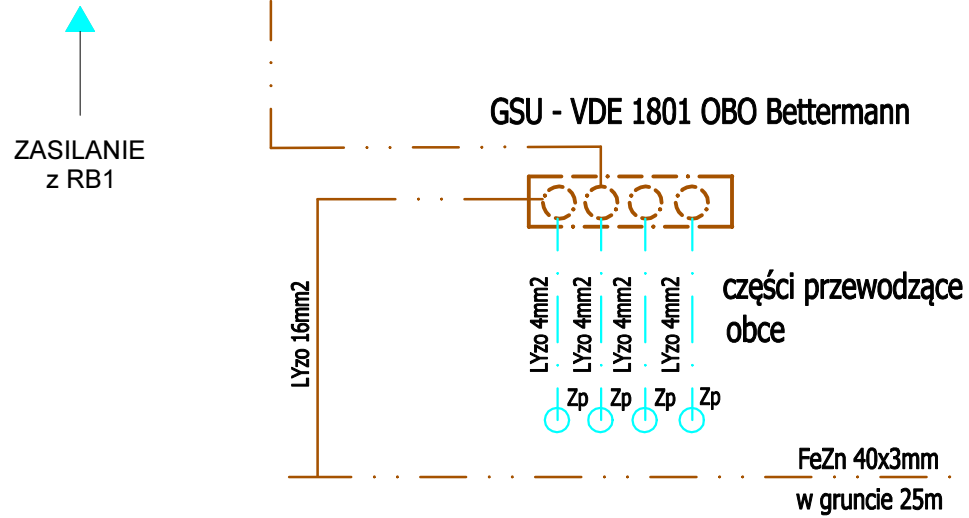 GSU - VDE 1801 OBO Bettermann
ZASILANIE
z RB1
LYzo 16mm2
LYzo 4mm2
LYzo 4mm2
LYzo 4mm2
LYzo 4mm2
części przewodzące
obce
Zp
Zp
Zp
Zp
FeZn 40x3mm
w gruncie 25m